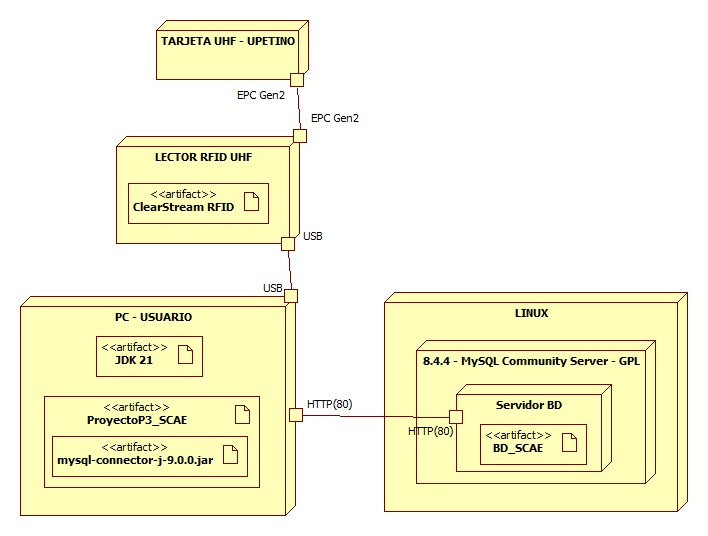 TARJETA UHF - UPETINO
EPC Gen2
EPC Gen2
LECTOR RFID UHF
<<artifact>>
ClearStream RFID
USB
USB
PC - USUARIO
<<artifact>>
JDK 21
<<artifact>>
ProyectoP3_SCAE
<<artifact>>
mysql-connector-j-9.0.0.jar
HTTP(80)
HTTP(80)
LINUX
8.4.4 - MySQL Community Server - GPL
Servidor BD
<<artifact>>
BD_SCAE